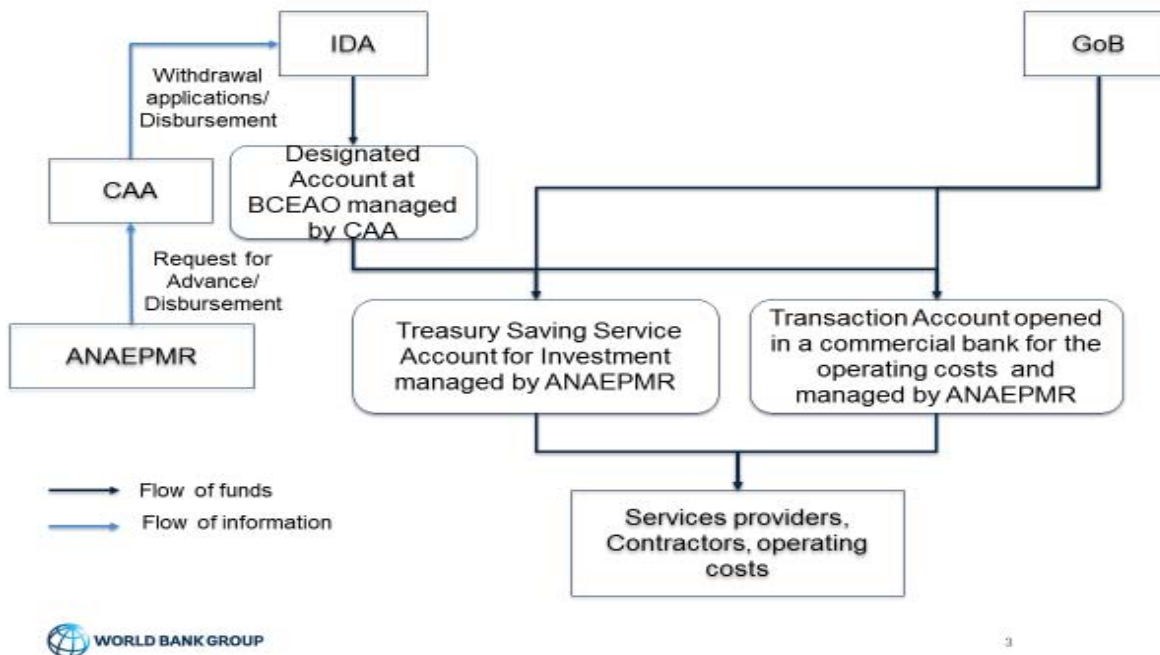 IDA
GoB
Withdrawal
applications/
Disbursement
Designated
Account at
BCEAO managed
by CAA
CAA
Request for
Advance/
Disbursement
ANAEPMR
Treasury Saving Service
Account for Investment
managed by ANAEPMR
Transaction Account opened
in a commercial bank for the
operating costs and
managed by ANAEPMR
Flow of funds
Flow of information
Services providers,
Contractors, operating
costs
WORLD BANK GROUP
3